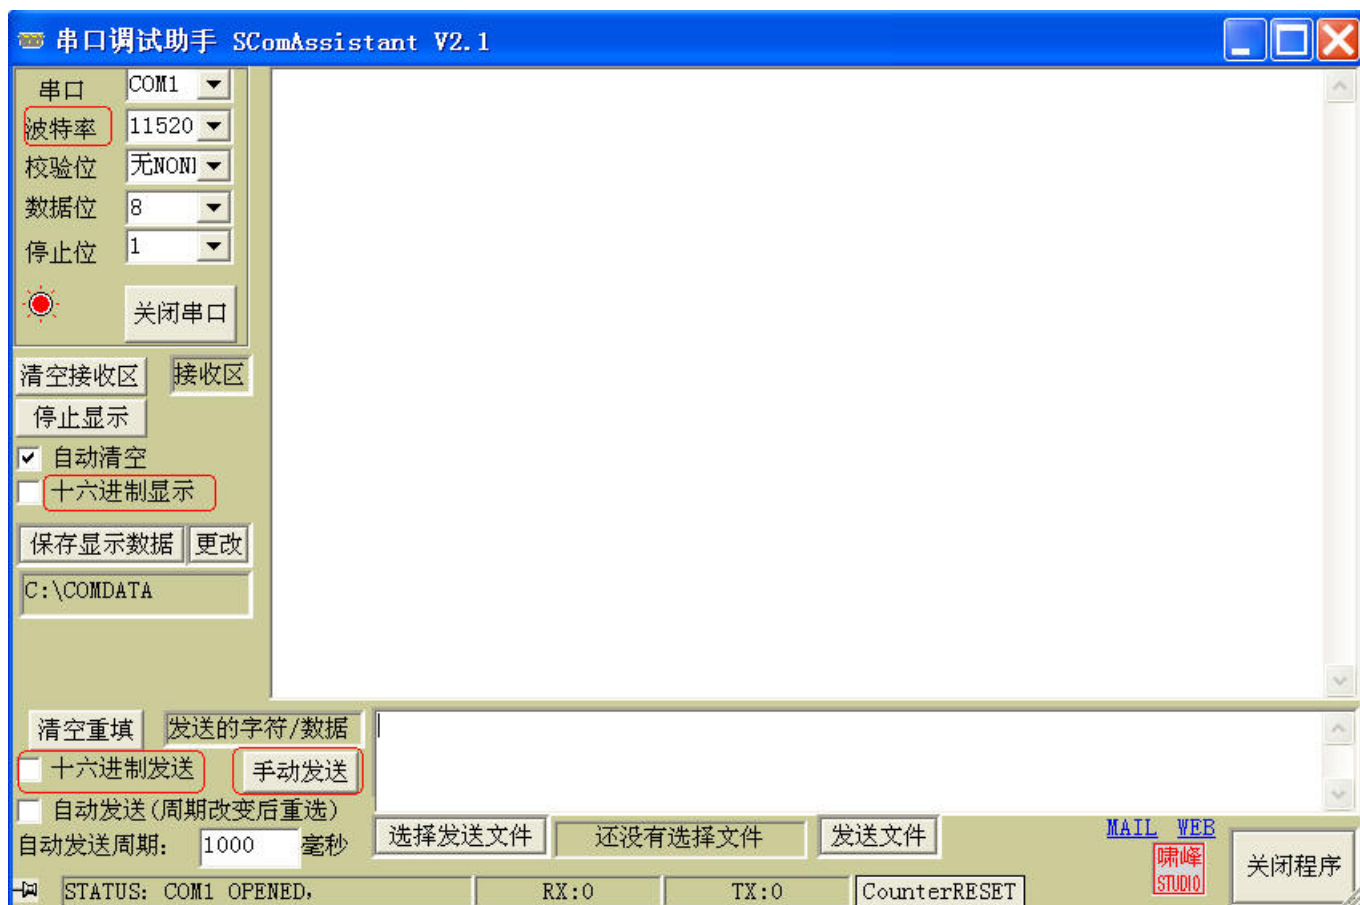 串口调试助手 SComAssistant V2.1
串口 COM1
波特率 11520
校验位 无NON
数据位 8
停止位 1
关闭串口
清空接收区 接收区
停止显示
自动清空
十六进制显示
保存显示数据 更改
C:\COMDATA
清空重填 发送的字符/数据
十六进制发送 手动发送
自动发送(周期改变后重选)
自动发送周期: 1000 毫秒
选择发送文件 还没有选择文件 发送文件
MAIL WEB
啸峰
STUDIO
关闭程序
STATUS: COM1 OPENED, RX:0 TX:0 CounterRESET